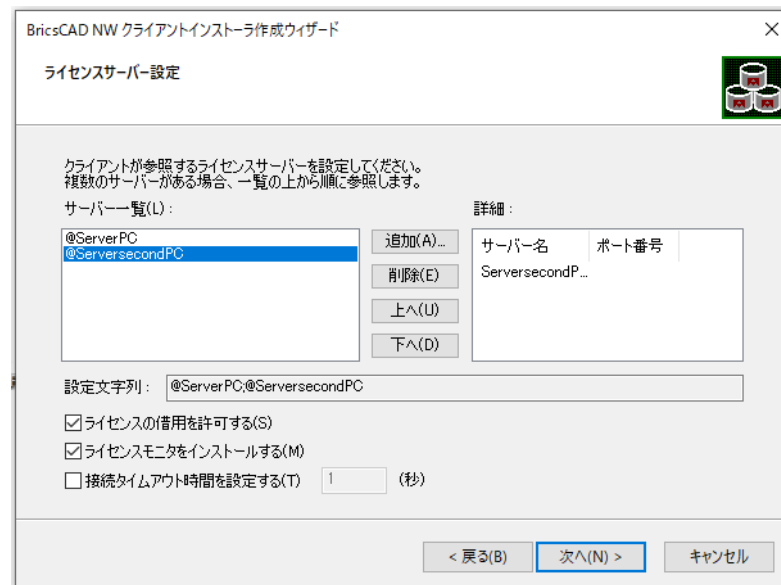 BricsCAD NW クライアントインストーラ作成ウィザード
ライセンスサーバー設定
クライアントが参照するライセンスサーバーを設定してください。
複数のサーバーがある場合、一覧の上から順に参照します。
サーバー一覧(L):
詳細:
@ServerPC
@ServersecondPC
追加(A)...
削除(E)
上へ(U)
下へ(D)
サーバー名 ポート番号
ServersecondP...
設定文字列: @ServerPC;@ServersecondPC
ライセンスの借用を許可する(S)
ライセンスモニタをインストールする(M)
接続タイムアウト時間を設定する(T) 1 (秒)
< 戻る(B) 次へ(N) > キャンセル